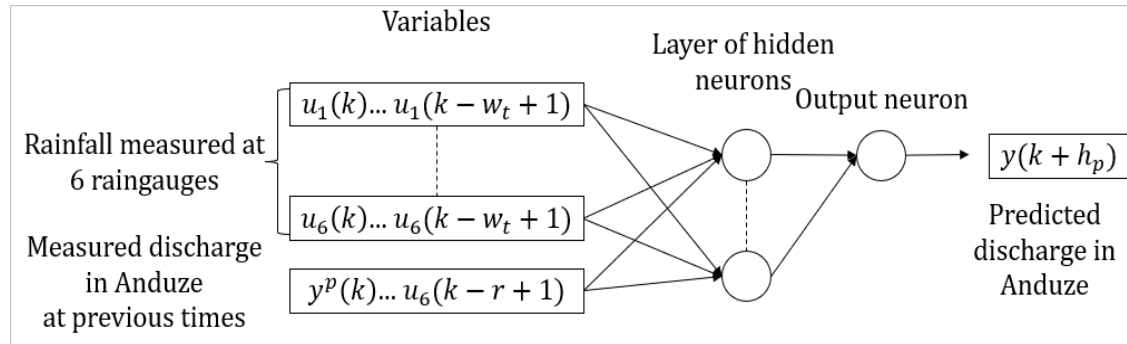 Variables
Layer of hidden
neurons
Output neuron
u₁(k)... u₁(k − wₜ + 1)
Rainfall measured at
6 raingauges
u₆(k)... u₆(k − wₜ + 1)
Measured discharge
in Anduze
at previous times
yᵖ(k)... u₆(k − r + 1)
y(k + hₚ)
Predicted
discharge in
Anduze